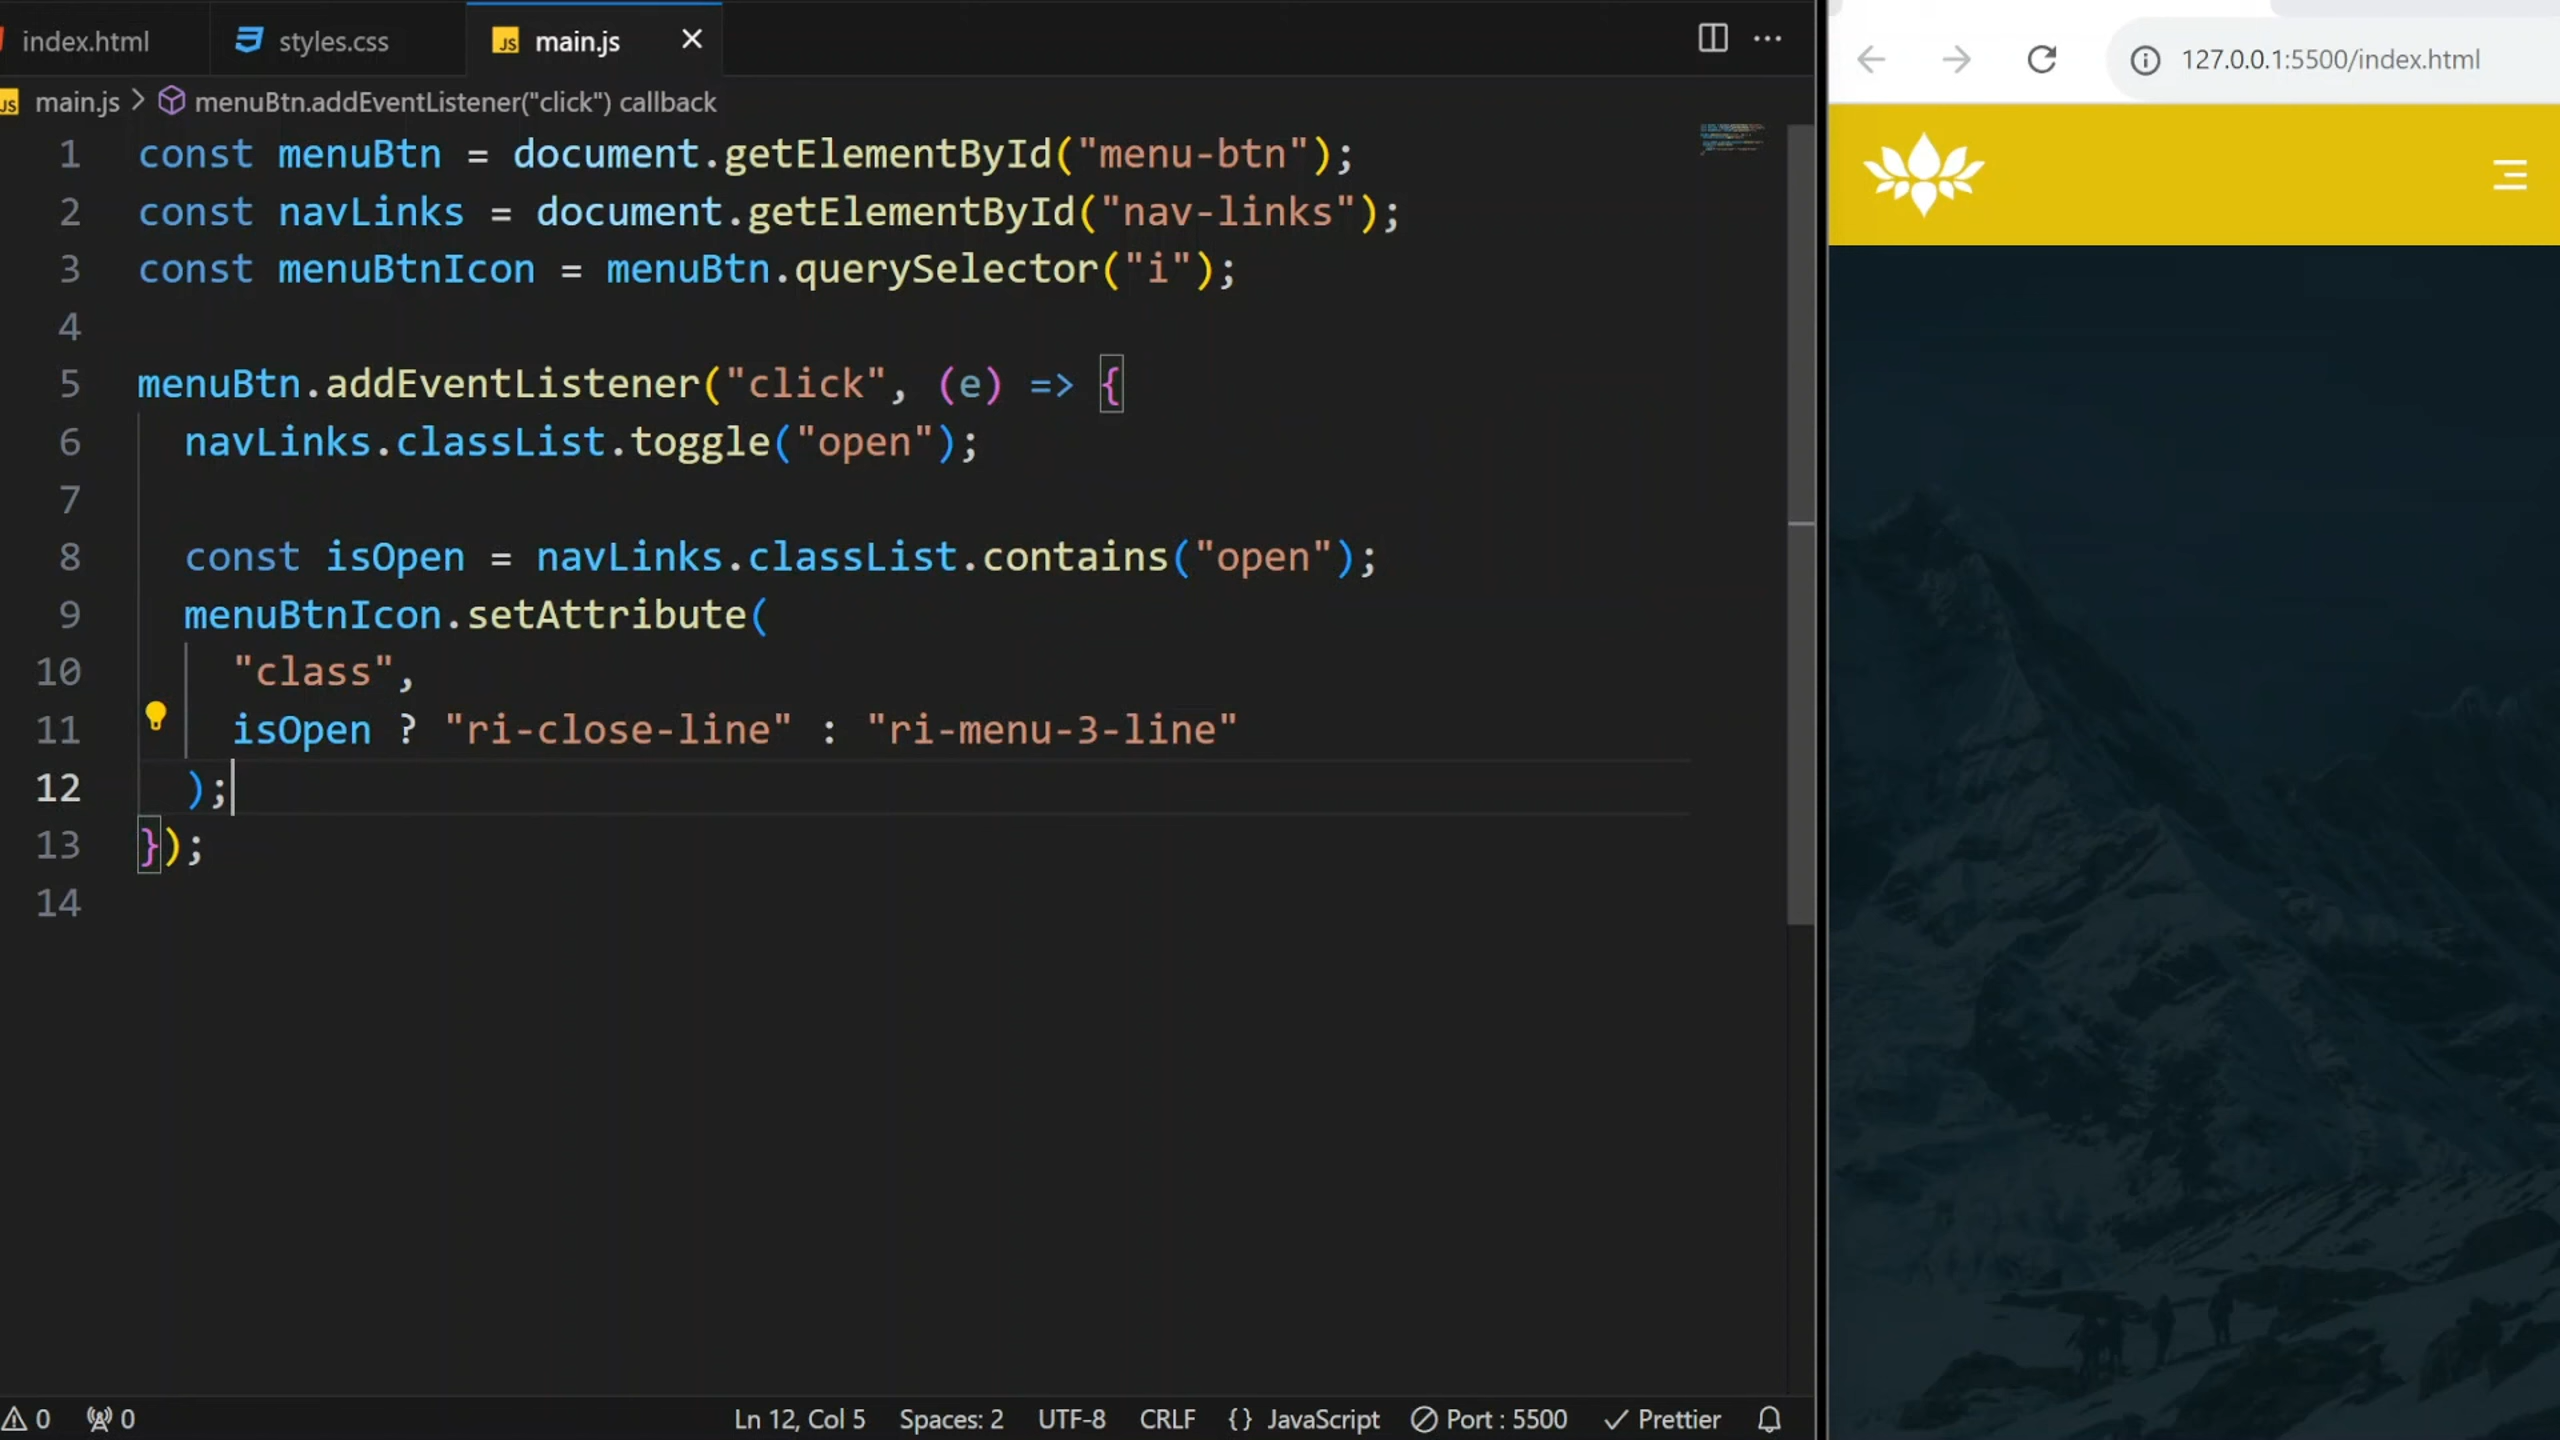 index.html styles.css main.js
main.js > menuBtn.addEventListener("click") callback
1 const menuBtn = document.getElementById("menu-btn");
2 const navLinks = document.getElementById("nav-links");
3 const menuBtnIcon = menuBtn.querySelector("i");
4
5 menuBtn.addEventListener("click", (e) => {
6 navLinks.classList.toggle("open");
7
8 const isOpen = navLinks.classList.contains("open");
9 menuBtnIcon.setAttribute(
10 "class",
11 isOpen ? "ri-close-line" : "ri-menu-3-line"
12 );
13 });
14
0 0 Ln 12, Col 5 Spaces: 2 UTF-8 CRLF {} JavaScript Port : 5500 Prettier
127.0.0.1:5500/index.html